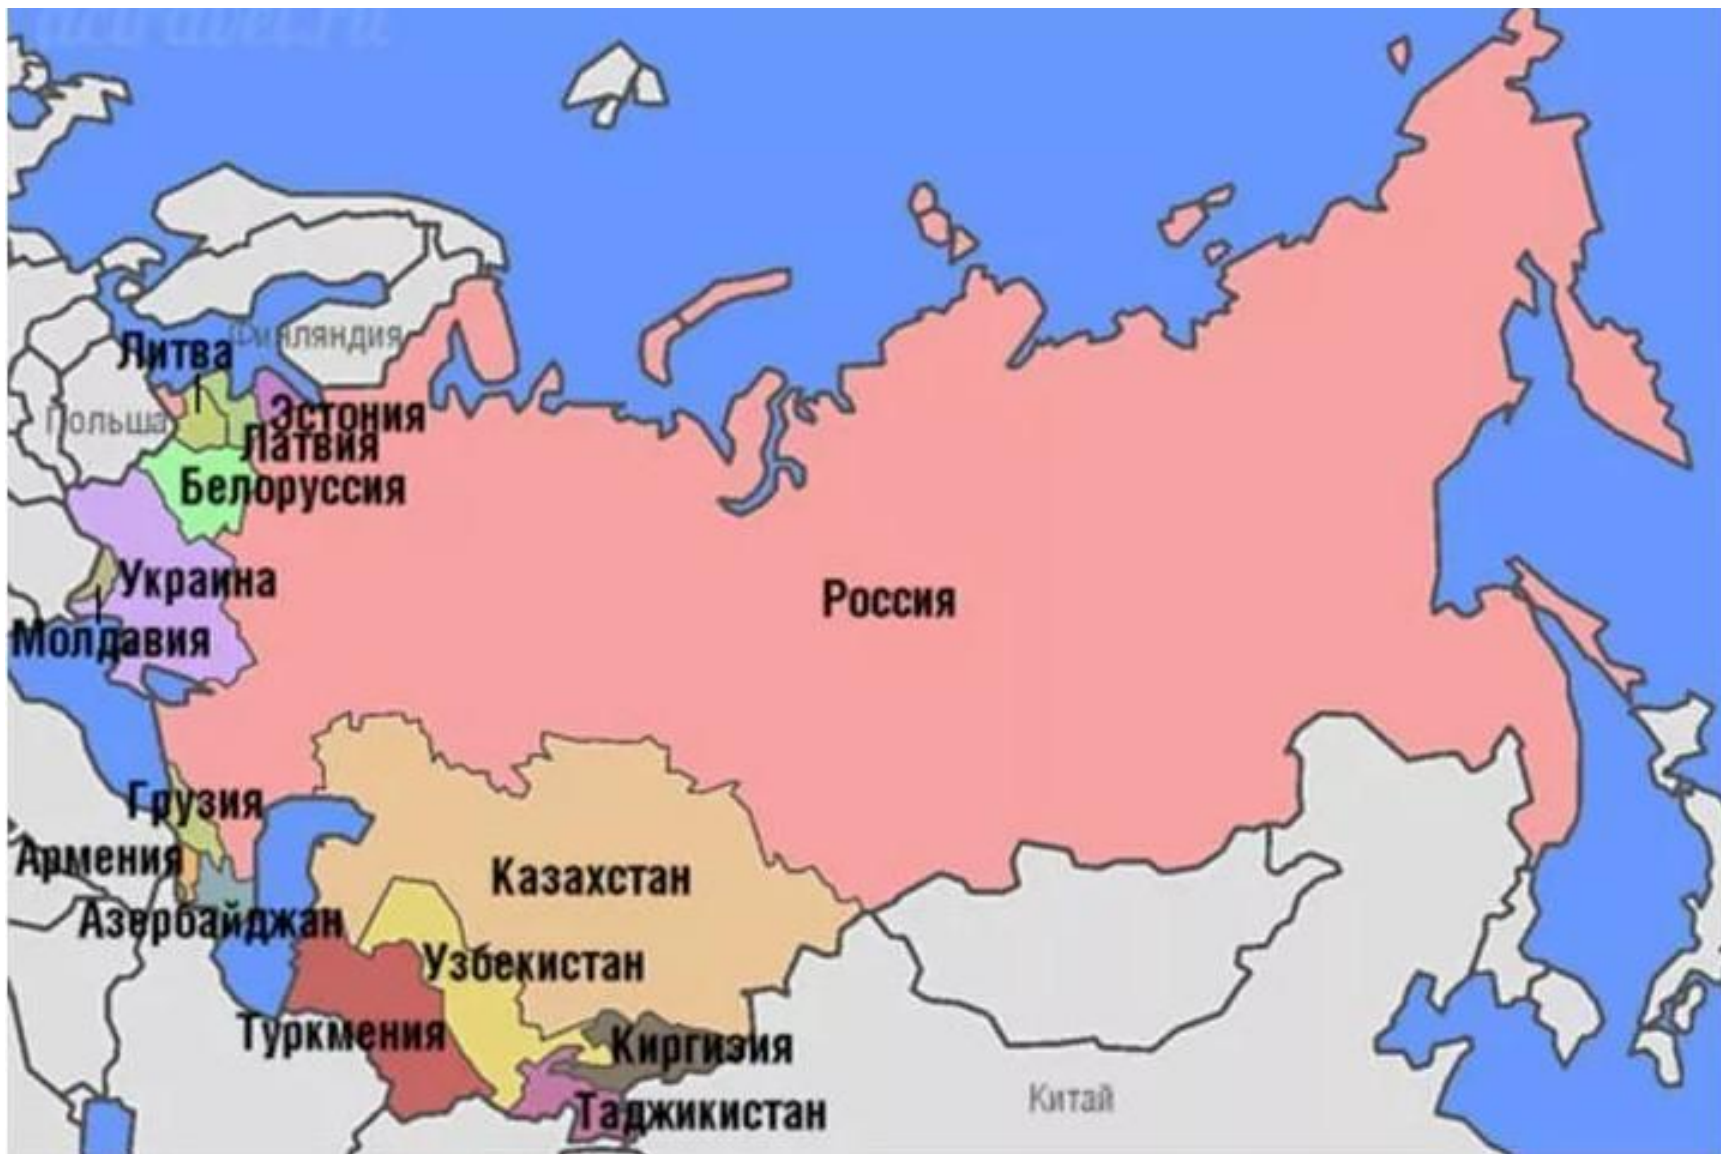 Финляндия
Литва
Польша
Эстония
Латвия
Белоруссия
Украина
Россия
Молдавия
Грузия
Армения
Казахстан
Азербайджан
Узбекистан
Туркмения
Киргизия
Китай
Таджикистан